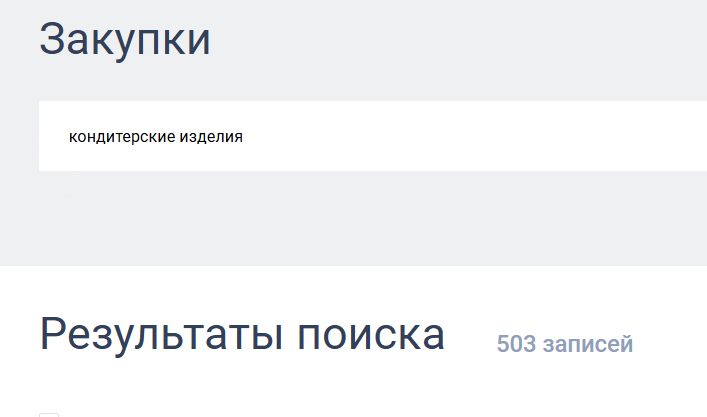 Закупки
кондитерские изделия
Результаты поиска
503 записей